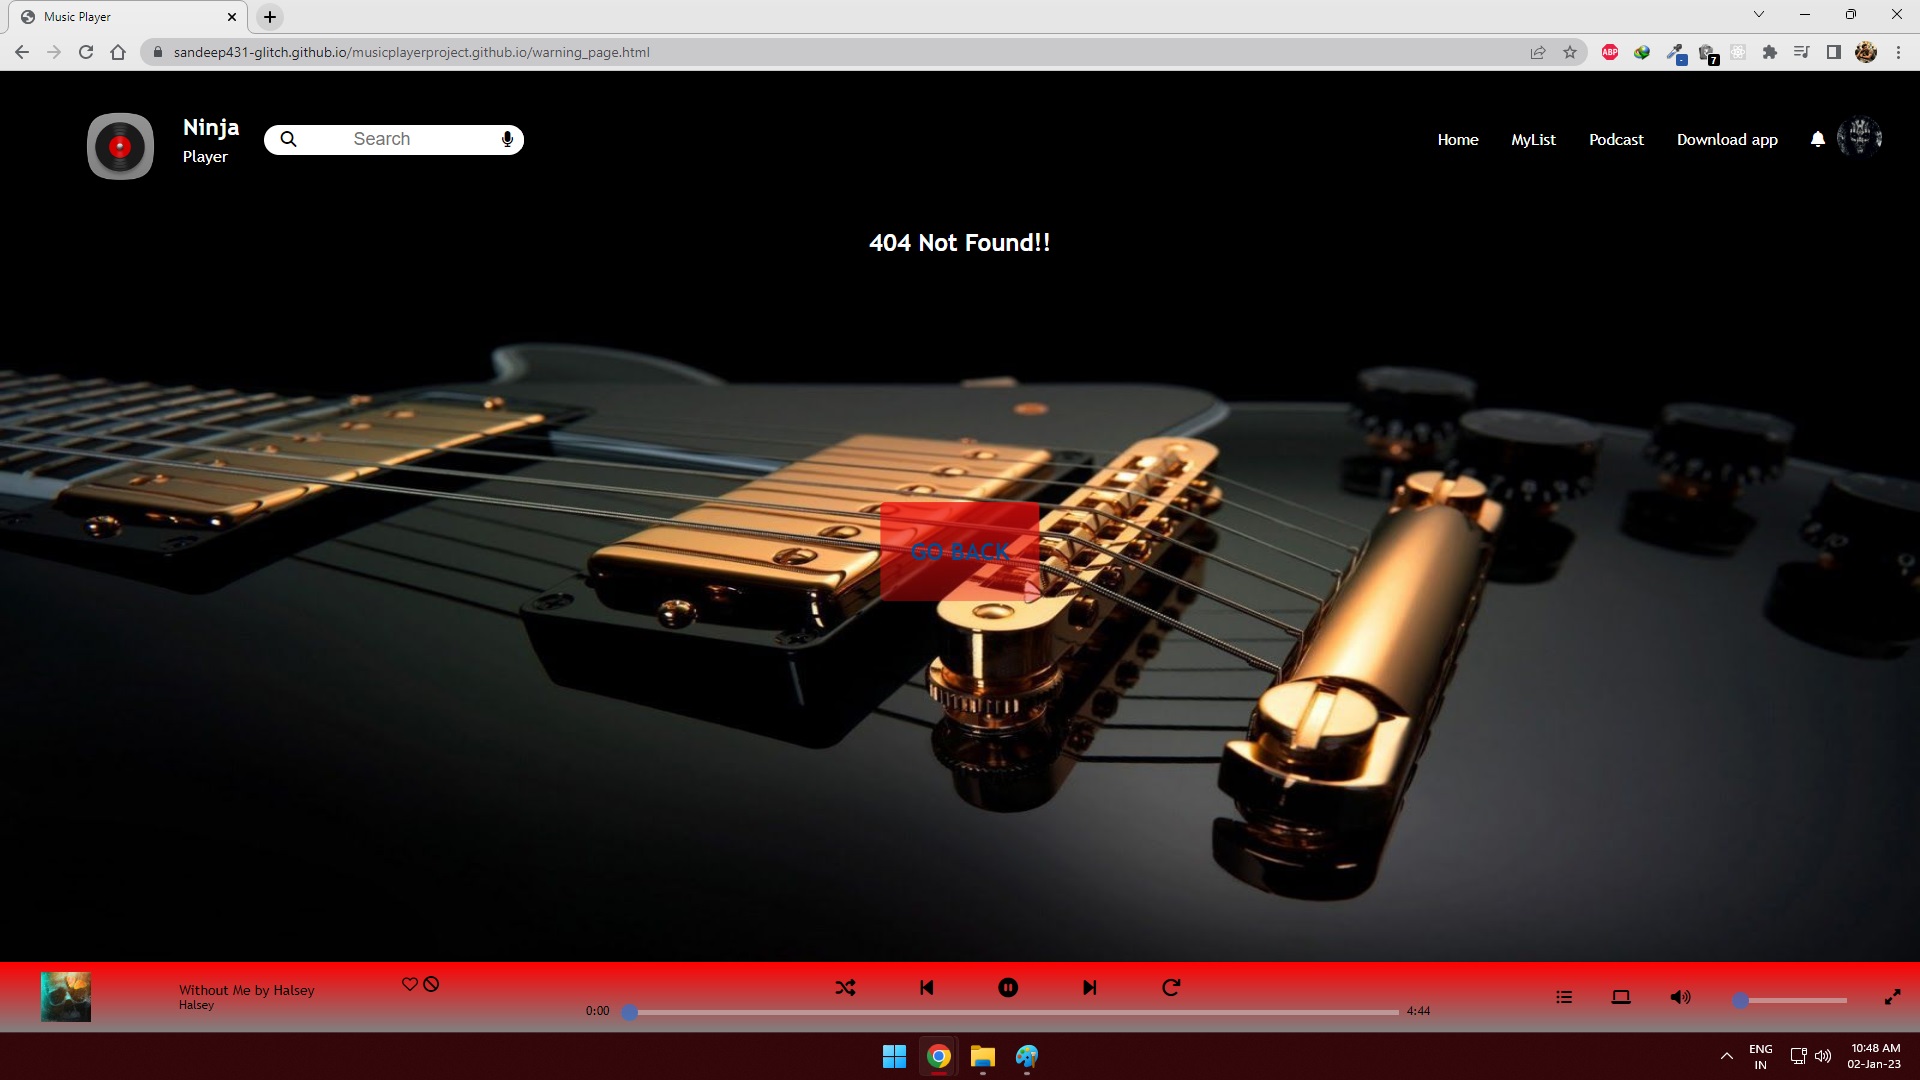 Music Player
sandeep431-glitch.github.io/musicplayerproject.github.io/warning_page.html
ABP
7
Ninja
Player
Search
Home
MyList
Podcast
Download app
404 Not Found!!
GO BACK
Without Me by Halsey
Halsey
0:00
4:44
ENG
IN
10:48 AM
02-Jan-23